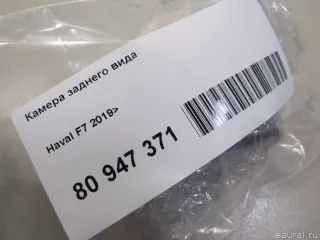 Камера заднего вида
Haval F7 2019>
80 947 371
eaural.ru